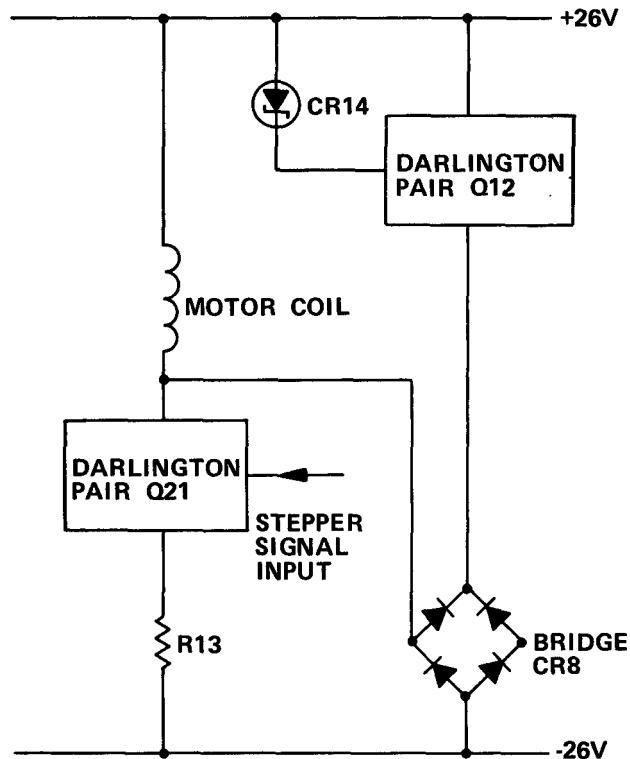 +26V
CR14
DARLINGTON
PAIR Q12
MOTOR COIL
DARLINGTON
PAIR Q21
STEPPER
SIGNAL
INPUT
R13
BRIDGE
CR8
-26V